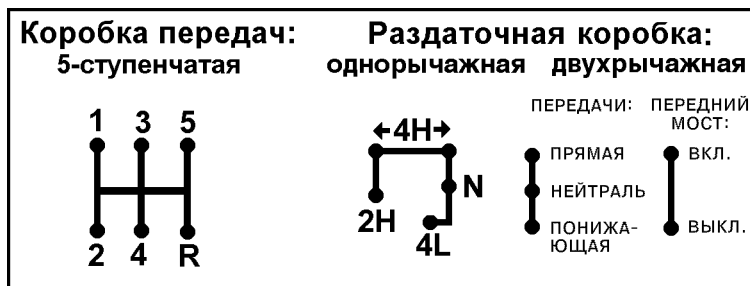 Коробка передач:
5-ступенчатая
1 3 5
2 4 R
Раздаточная коробка:
однорычажная двухрычажная
4H
N
2H
4L
ПЕРЕДАЧИ:
ПРЯМАЯ
НЕЙТРАЛЬ
ПОНИЖА-
ЮЩАЯ
ПЕРЕДНИЙ
МОСТ:
ВКЛ.
ВЫКЛ.